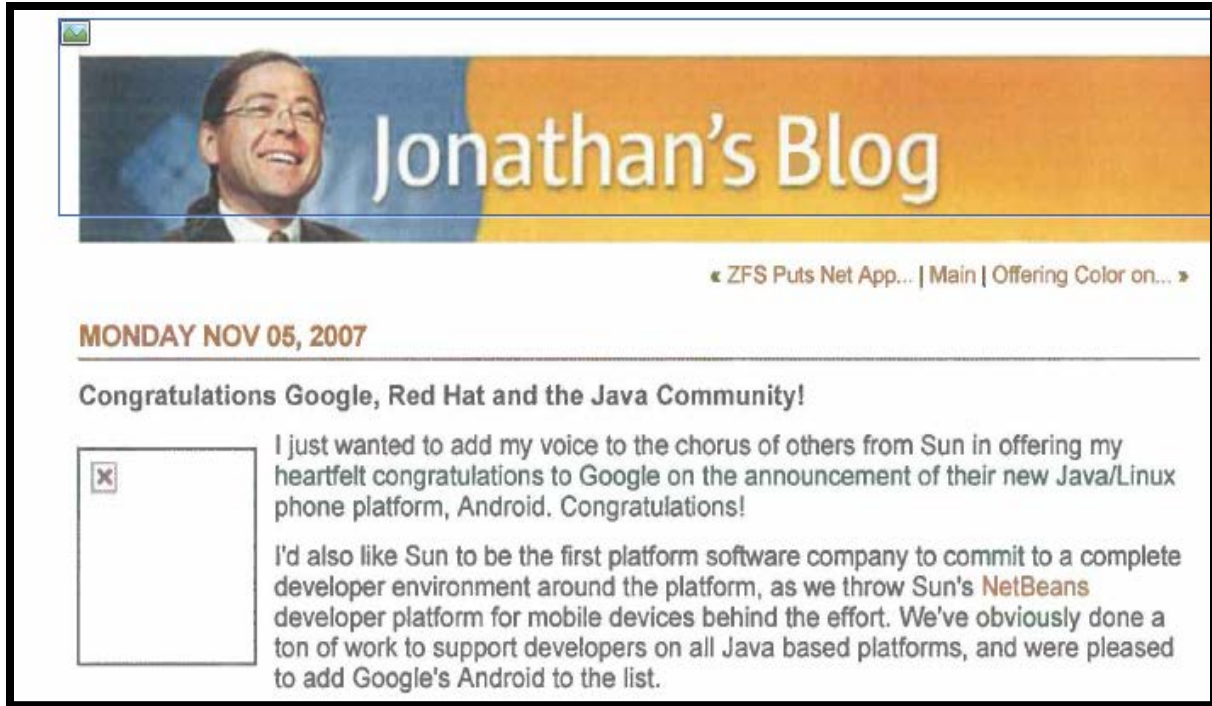 Jonathan's Blog
« ZFS Puts Net App... | Main | Offering Color on... »
MONDAY NOV 05, 2007
Congratulations Google, Red Hat and the Java Community!
I just wanted to add my voice to the chorus of others from Sun in offering my
heartfelt congratulations to Google on the announcement of their new Java/Linux
phone platform, Android. Congratulations!
I'd also like Sun to be the first platform software company to commit to a complete
developer environment around the platform, as we throw Sun's NetBeans
developer platform for mobile devices behind the effort. We've obviously done a
ton of work to support developers on all Java based platforms, and were pleased
to add Google's Android to the list.